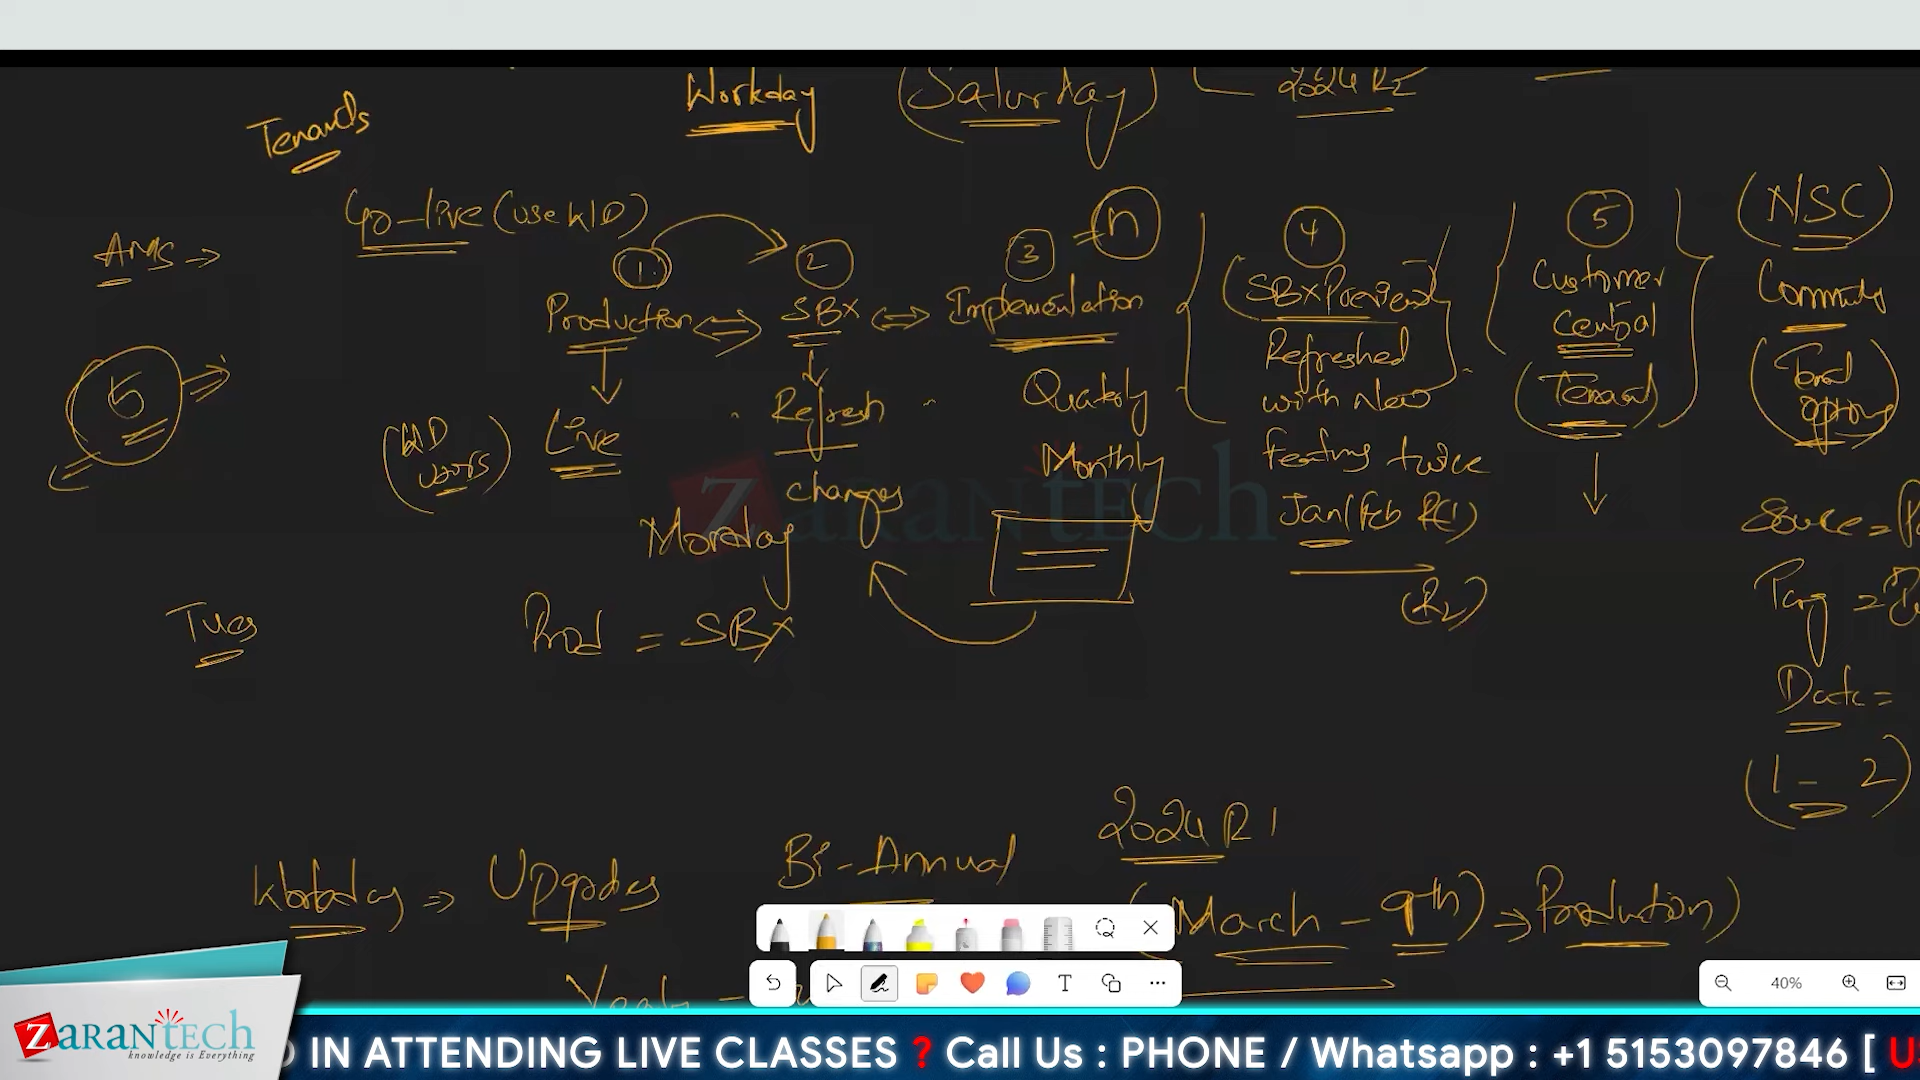 Workday (Saturday) 2024 R2
Tenants
Go-live (use WD)
AMS →
1 2 3 = n 4 5 (NSC)
Production ⇔ SBX ⇔ Implementation
(SBX Preview)
Refreshed
with New
Features twice
Jan/Feb R(1)
(R2)
Customer
Central
(Tenant)
Community
5
(WD
users)
Live
Refresh
changes
Quaterly
Monthly
Monday
Tues
Prod = SBX
Source =
Date =
(1 - 2)
2024 R1
Workday ⇒ Upgrades Bi-Annual (March - 9th) ⇒ Production)
ZARANTECH
ZARANTECH
knowledge is Everything
40%
IN ATTENDING LIVE CLASSES ❓ Call Us : PHONE / Whatsapp : +1 5153097846 [ U